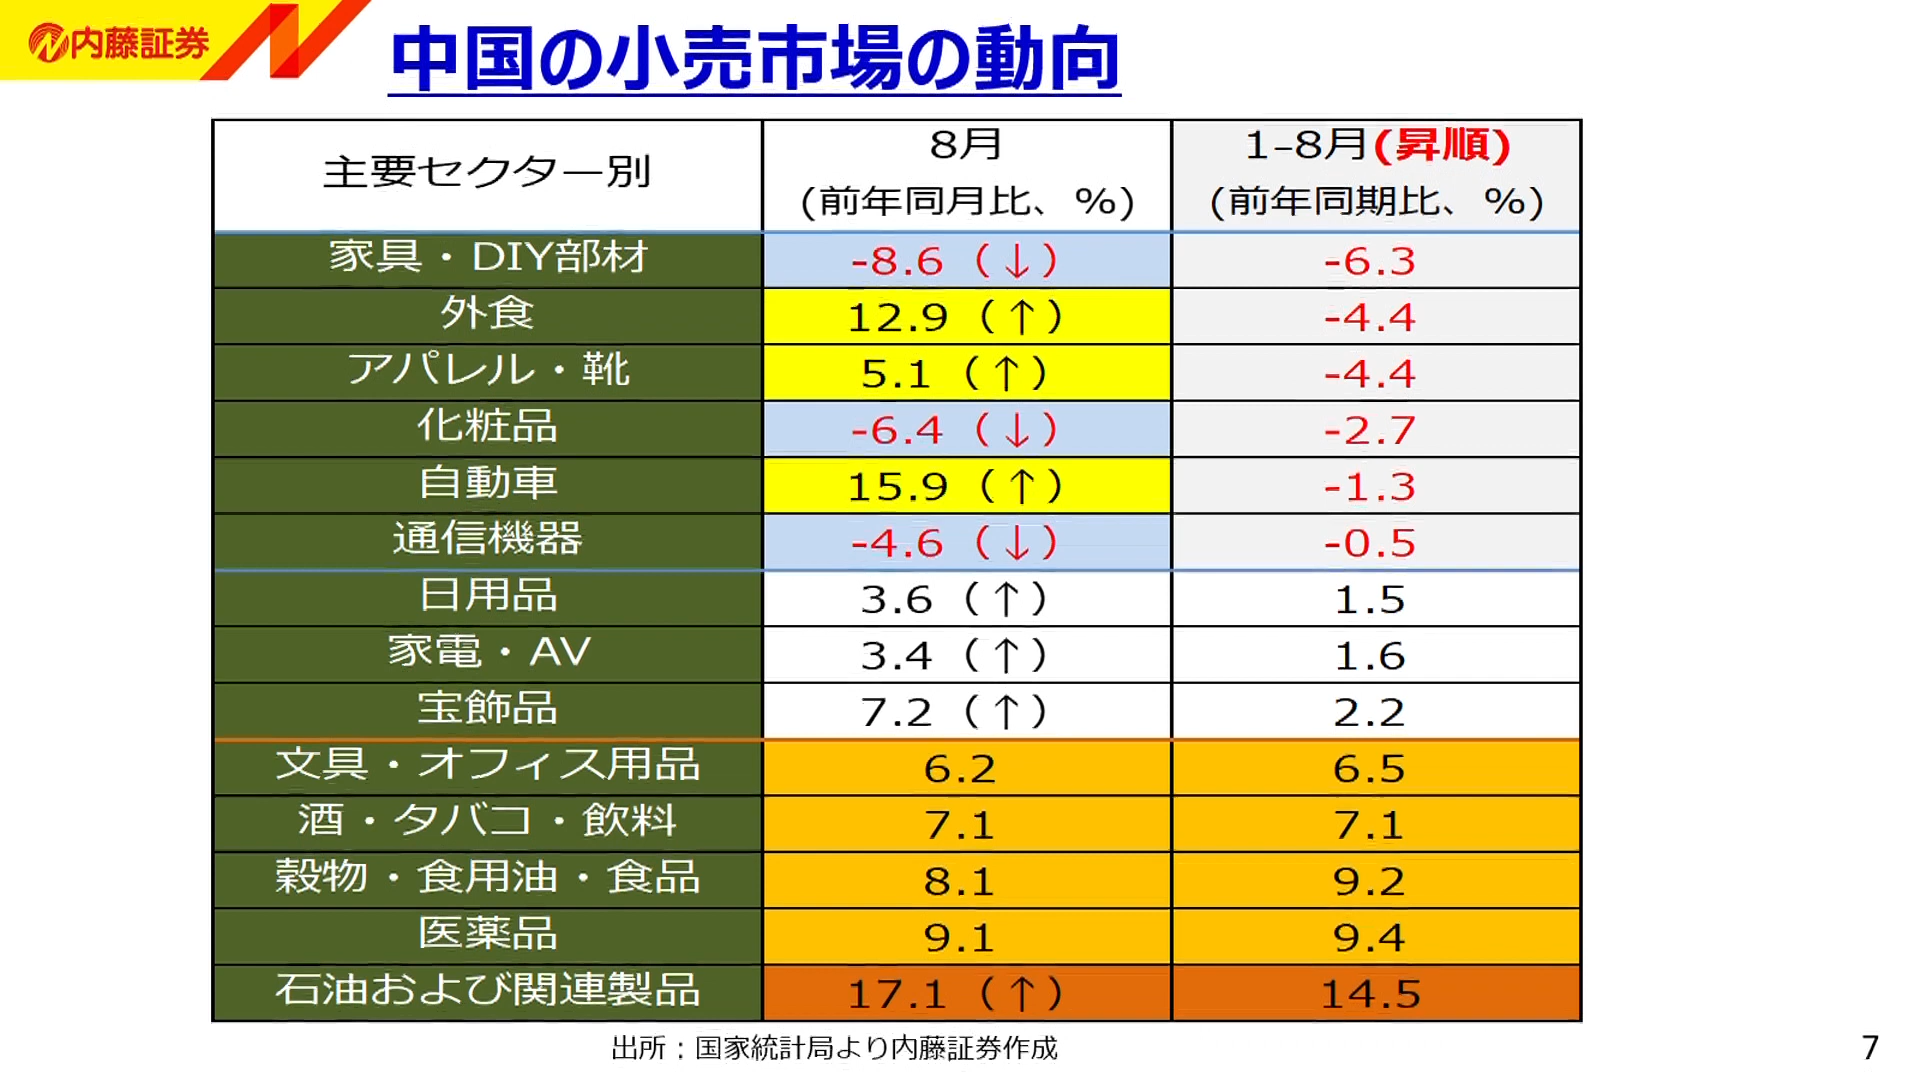 内藤証券
中国の小売市場の動向
主要セクター別 8月 (前年同月比、%) 1-8月(昇順) (前年同期比、%)
家具・DIY部材 -8.6(↓) -6.3
外食 12.9(↑) -4.4
アパレル・靴 5.1(↑) -4.4
化粧品 -6.4(↓) -2.7
自動車 15.9(↑) -1.3
通信機器 -4.6(↓) -0.5
日用品 3.6(↑) 1.5
家電・AV 3.4(↑) 1.6
宝飾品 7.2(↑) 2.2
文具・オフィス用品 6.2 6.5
酒・タバコ・飲料 7.1 7.1
穀物・食用油・食品 8.1 9.2
医薬品 9.1 9.4
石油および関連製品 17.1(↑) 14.5
出所:国家統計局より内藤証券作成
7